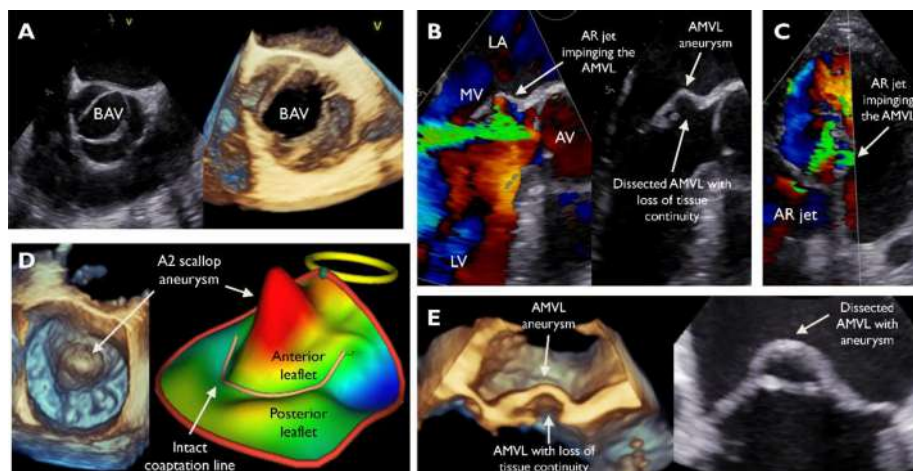 A
V
BAV
V
BAV
B
LA
AR jet
impinging the
AMVL
MV
AV
LV
AMVL
aneurysm
Dissected AMVL with
loss of tissue
continuity
C
AR jet
impinging
the AMVL
AR jet
D
A2 scallop
aneurysm
Anterior
leaflet
Posterior
leaflet
Intact
coaptation line
E
AMVL
aneurysm
AMVL with loss of
tissue continuity
Dissected
AMVL with
aneurysm